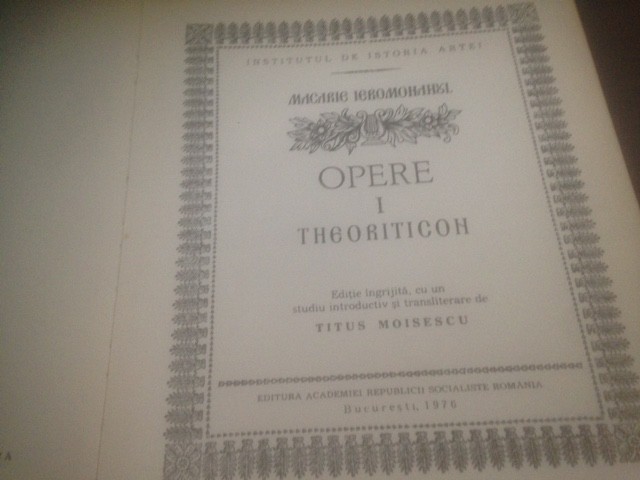 INSTITUTUL DE ISTORIA ARTEI
MACARIE IEROMONAHUL
OPERE
I
THEORITICON
Ediție îngrijită, cu un
studiu introductiv și transliterare de
TITUS MOISESCU
EDITURA ACADEMIEI REPUBLICII SOCIALISTE ROMÂNIA
București, 1976